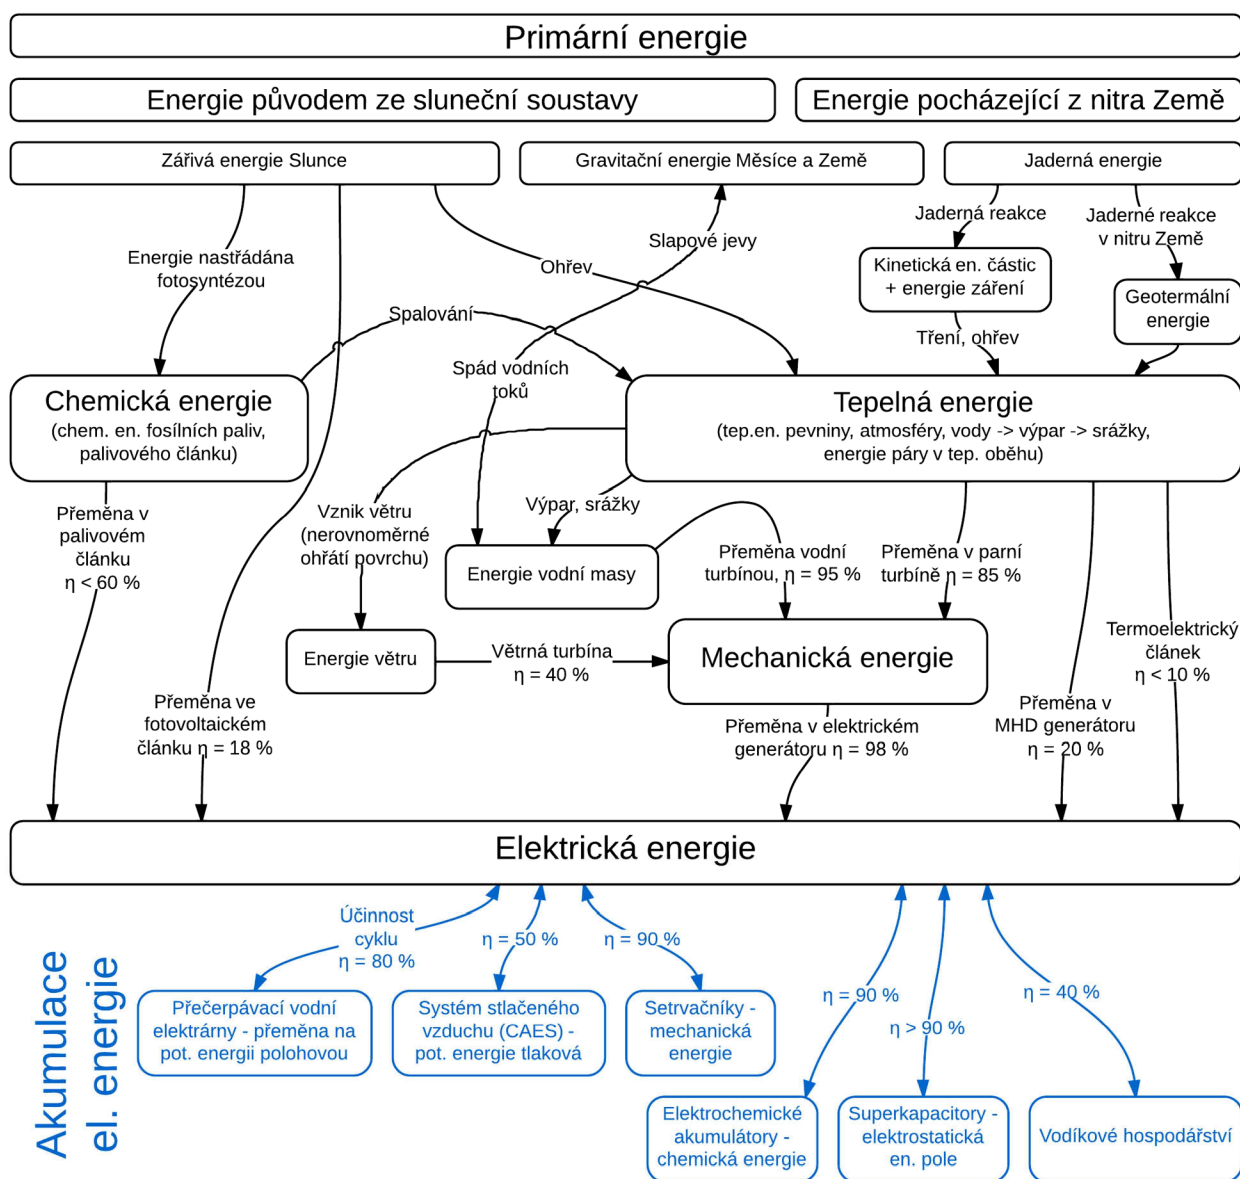 Primární energie
Energie původem ze sluneční soustavy
Energie pocházející z nitra Země
Zářivá energie Slunce
Gravitační energie Měsíce a Země
Jaderná energie
Jaderná reakce
Jaderné reakce
v nitru Země
Slapové jevy
Energie nastřádána
fotosyntézou
Ohřev
Kinetická en. částic
+ energie záření
Geotermální
energie
Spalování
Tření, ohřev
Spád vodních
toků
Chemická energie
(chem. en. fosílních paliv,
palivového článku)
Tepelná energie
(tep.en. pevniny, atmosféry, vody -> výpar -> srážky,
energie páry v tep. oběhu)
Přeměna v
palivovém
článku
η < 60 %
Vznik větru
(nerovnoměrné
ohřátí povrchu)
Výpar, srážky
Energie vodní masy
Přeměna vodní
turbínou, η = 95 %
Přeměna v parní
turbíně η = 85 %
Energie větru
Větrná turbína
η = 40 %
Mechanická energie
Termoelektrický
článek
η < 10 %
Přeměna ve
fotovoltaickém
článku η = 18 %
Přeměna v elektrickém
generátoru η = 98 %
Přeměna v
MHD generátoru
η = 20 %
Elektrická energie
Akumulace
el. energie
Účinnost
cyklu
η = 80 %
η = 50 %
η = 90 %
η = 90 %
η > 90 %
η = 40 %
Přečerpávací vodní
elektrárny - přeměna na
pot. energii polohovou
Systém stlačeného
vzduchu (CAES) -
pot. energie tlaková
Setrvačníky -
mechanická
energie
Elektrochemické
akumulátory -
chemická energie
Superkapacitory -
elektrostatická
en. pole
Vodíkové hospodářství